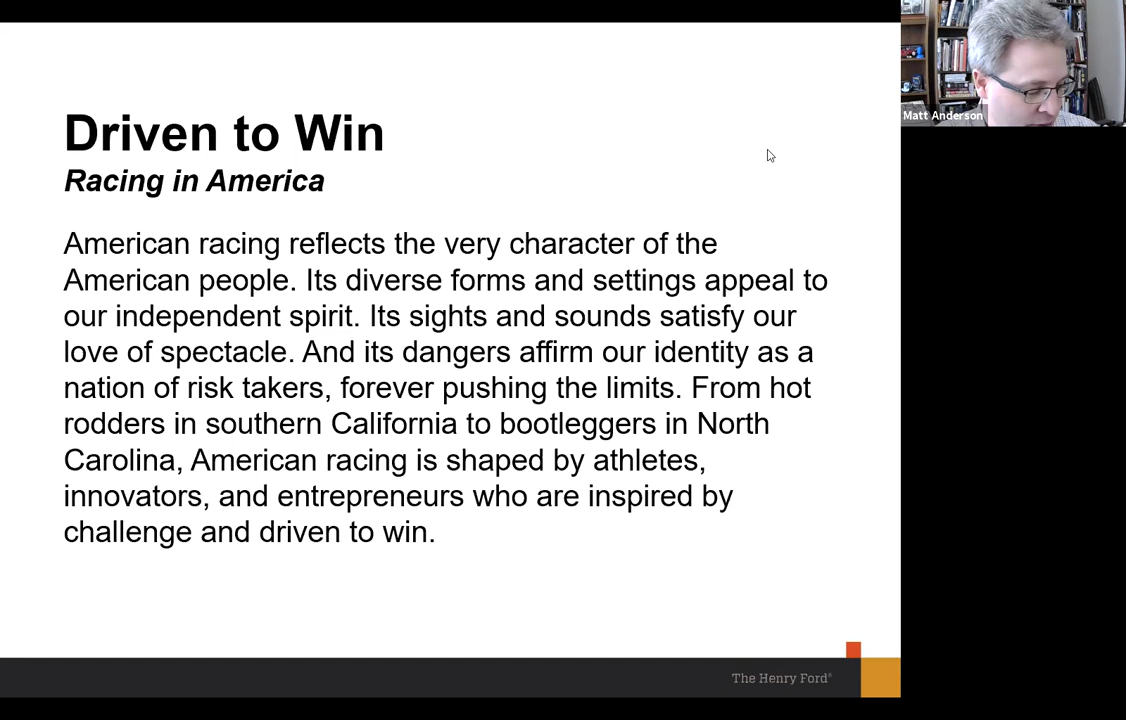 Matt Anderson
Driven to Win
Racing in America
American racing reflects the very character of the
American people. Its diverse forms and settings appeal to
our independent spirit. Its sights and sounds satisfy our
love of spectacle. And its dangers affirm our identity as a
nation of risk takers, forever pushing the limits. From hot
rodders in southern California to bootleggers in North
Carolina, American racing is shaped by athletes,
innovators, and entrepreneurs who are inspired by
challenge and driven to win.
The Henry Ford®